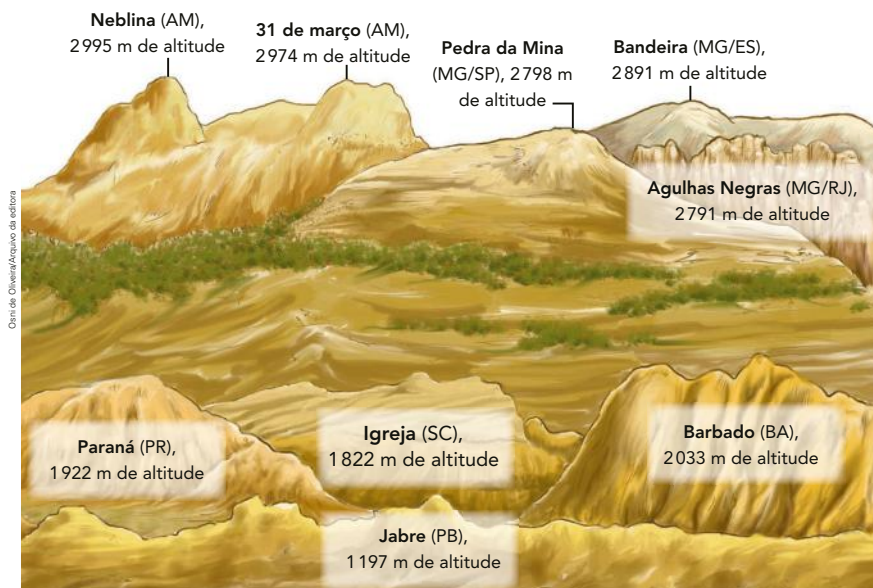 Neblina (AM),
2 995 m de altitude
31 de março (AM),
2 974 m de altitude
Pedra da Mina
(MG/SP), 2 798 m
de altitude
Bandeira (MG/ES),
2 891 m de altitude
Agulhas Negras (MG/RJ),
2 791 m de altitude
Osni de Oliveira/Arquivo da editora
Paraná (PR),
1 922 m de altitude
Igreja (SC),
1 822 m de altitude
Barbado (BA),
2 033 m de altitude
Jabre (PB),
1 197 m de altitude